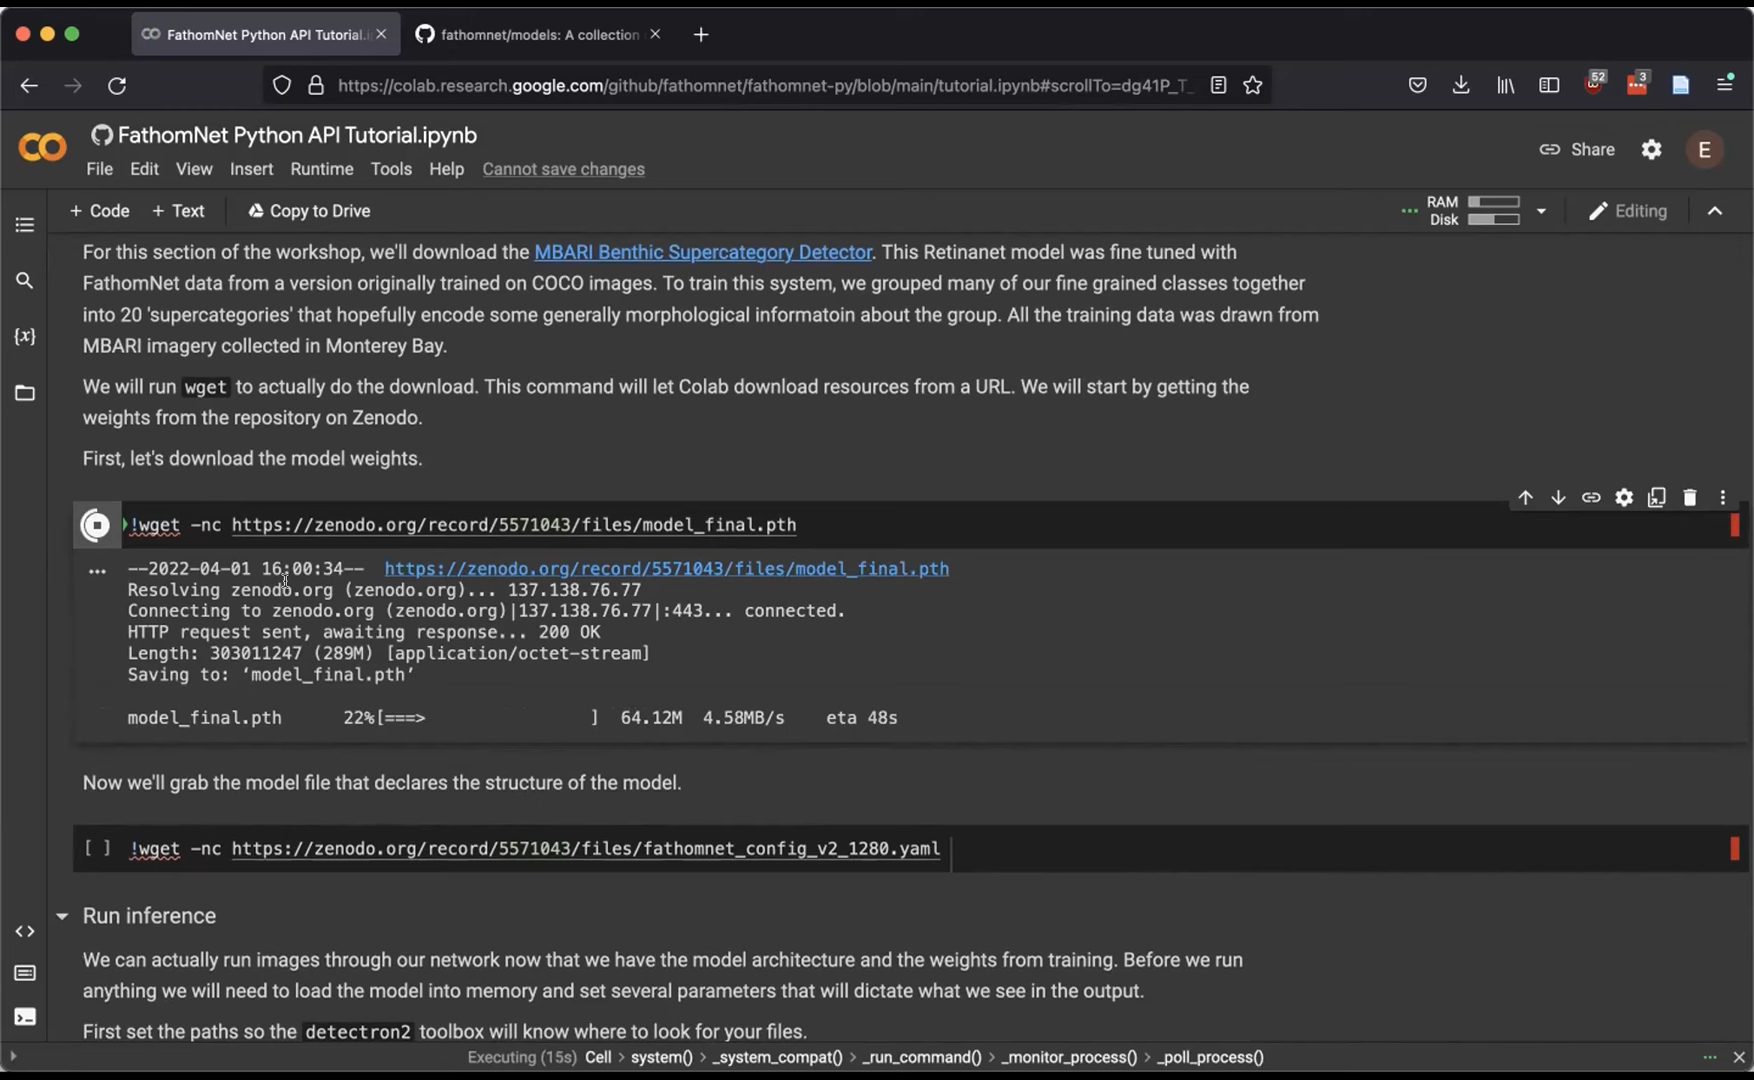 FathomNet Python API Tutorial.i
fathomnet/models: A collection
https://colab.research.google.com/github/fathomnet/fathomnet-py/blob/main/tutorial.ipynb#scrollTo=dg41P_T_
52
3
FathomNet Python API Tutorial.ipynb
Share
E
File Edit View Insert Runtime Tools Help Cannot save changes
+ Code + Text Copy to Drive
RAM
Disk
Editing
For this section of the workshop, we'll download the MBARI Benthic Supercategory Detector. This Retinanet model was fine tuned with
FathomNet data from a version originally trained on COCO images. To train this system, we grouped many of our fine grained classes together
into 20 'supercategories' that hopefully encode some generally morphological informatoin about the group. All the training data was drawn from
MBARI imagery collected in Monterey Bay.
We will run wget to actually do the download. This command will let Colab download resources from a URL. We will start by getting the
weights from the repository on Zenodo.
First, let's download the model weights.
!wget -nc https://zenodo.org/record/5571043/files/model_final.pth
--2022-04-01 16:00:34-- https://zenodo.org/record/5571043/files/model_final.pth
Resolving zenodo.org (zenodo.org)... 137.138.76.77
Connecting to zenodo.org (zenodo.org)|137.138.76.77|:443... connected.
HTTP request sent, awaiting response... 200 OK
Length: 303011247 (289M) [application/octet-stream]
Saving to: ‘model_final.pth’
model_final.pth 22%[===> ] 64.12M 4.58MB/s eta 48s
Now we'll grab the model file that declares the structure of the model.
[ ] !wget -nc https://zenodo.org/record/5571043/files/fathomnet_config_v2_1280.yaml
Run inference
We can actually run images through our network now that we have the model architecture and the weights from training. Before we run
anything we will need to load the model into memory and set several parameters that will dictate what we see in the output.
First set the paths so the detectron2 toolbox will know where to look for your files.
Executing (15s) Cell > system() > _system_compat() > _run_command() > _monitor_process() > _poll_process()